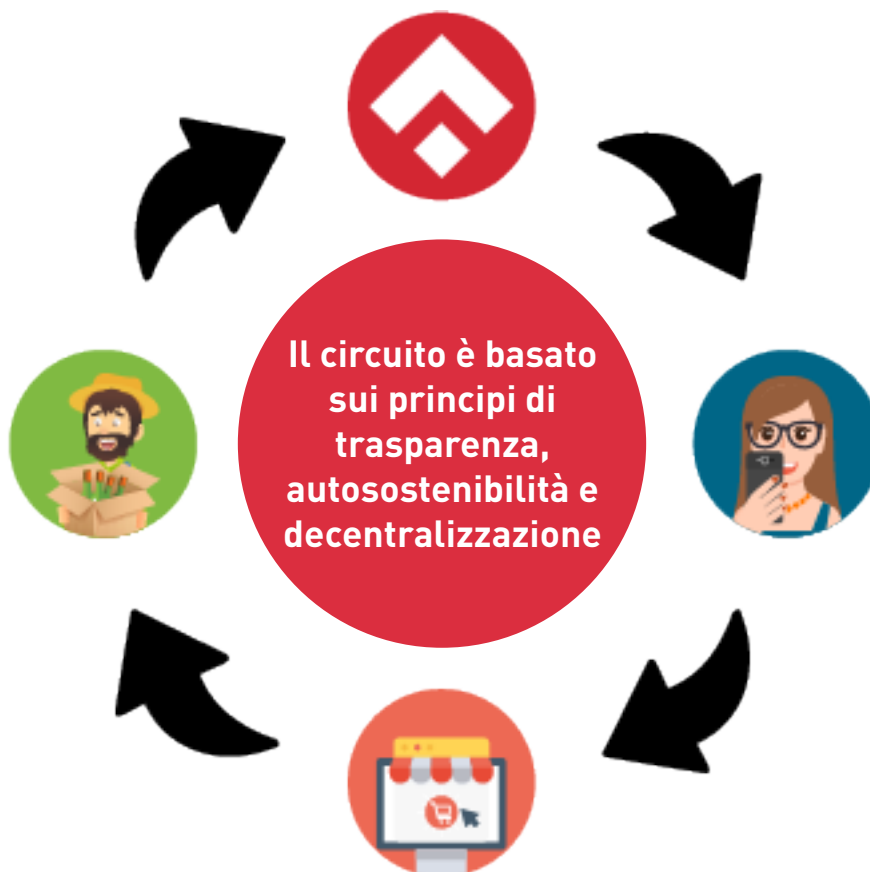 Il circuito è basato
sui principi di
trasparenza,
autosostenibilità e
decentralizzazione